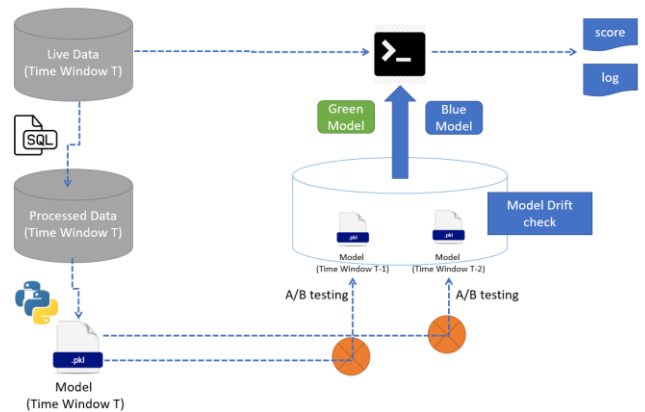 Live Data
(Time Window T)
>_
score
log
Green
Model
Blue
Model
SQL
Processed Data
(Time Window T)
Model Drift
check
.pkl
Model
(Time Window T-1)
.pkl
Model
(Time Window T-2)
A/B testing
A/B testing
.pkl
Model
(Time Window T)